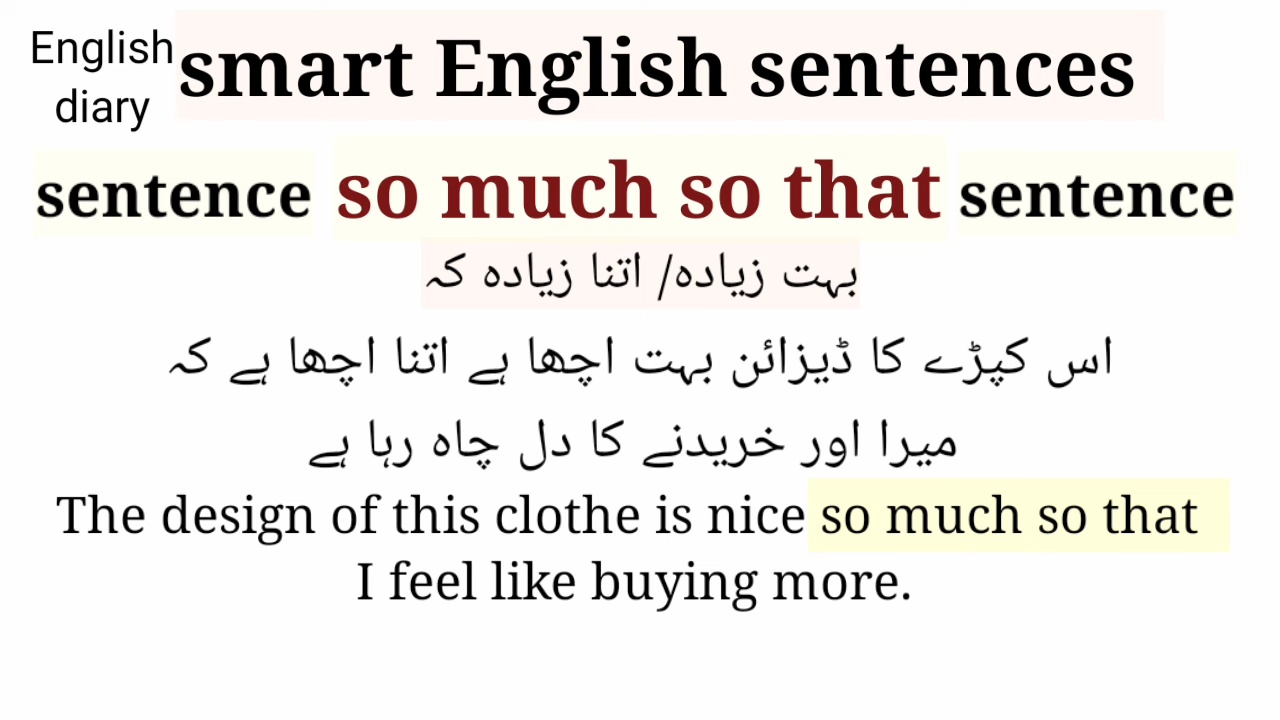 English
diary
smart English sentences
sentence so much so that sentence
بہت زیادہ/ اتنا زیادہ کہ
اس کپڑے کا ڈیزائن بہت اچھا ہے اتنا اچھا ہے کہ
میرا اور خریدنے کا دل چاہ رہا ہے
The design of this clothe is nice so much so that
I feel like buying more.